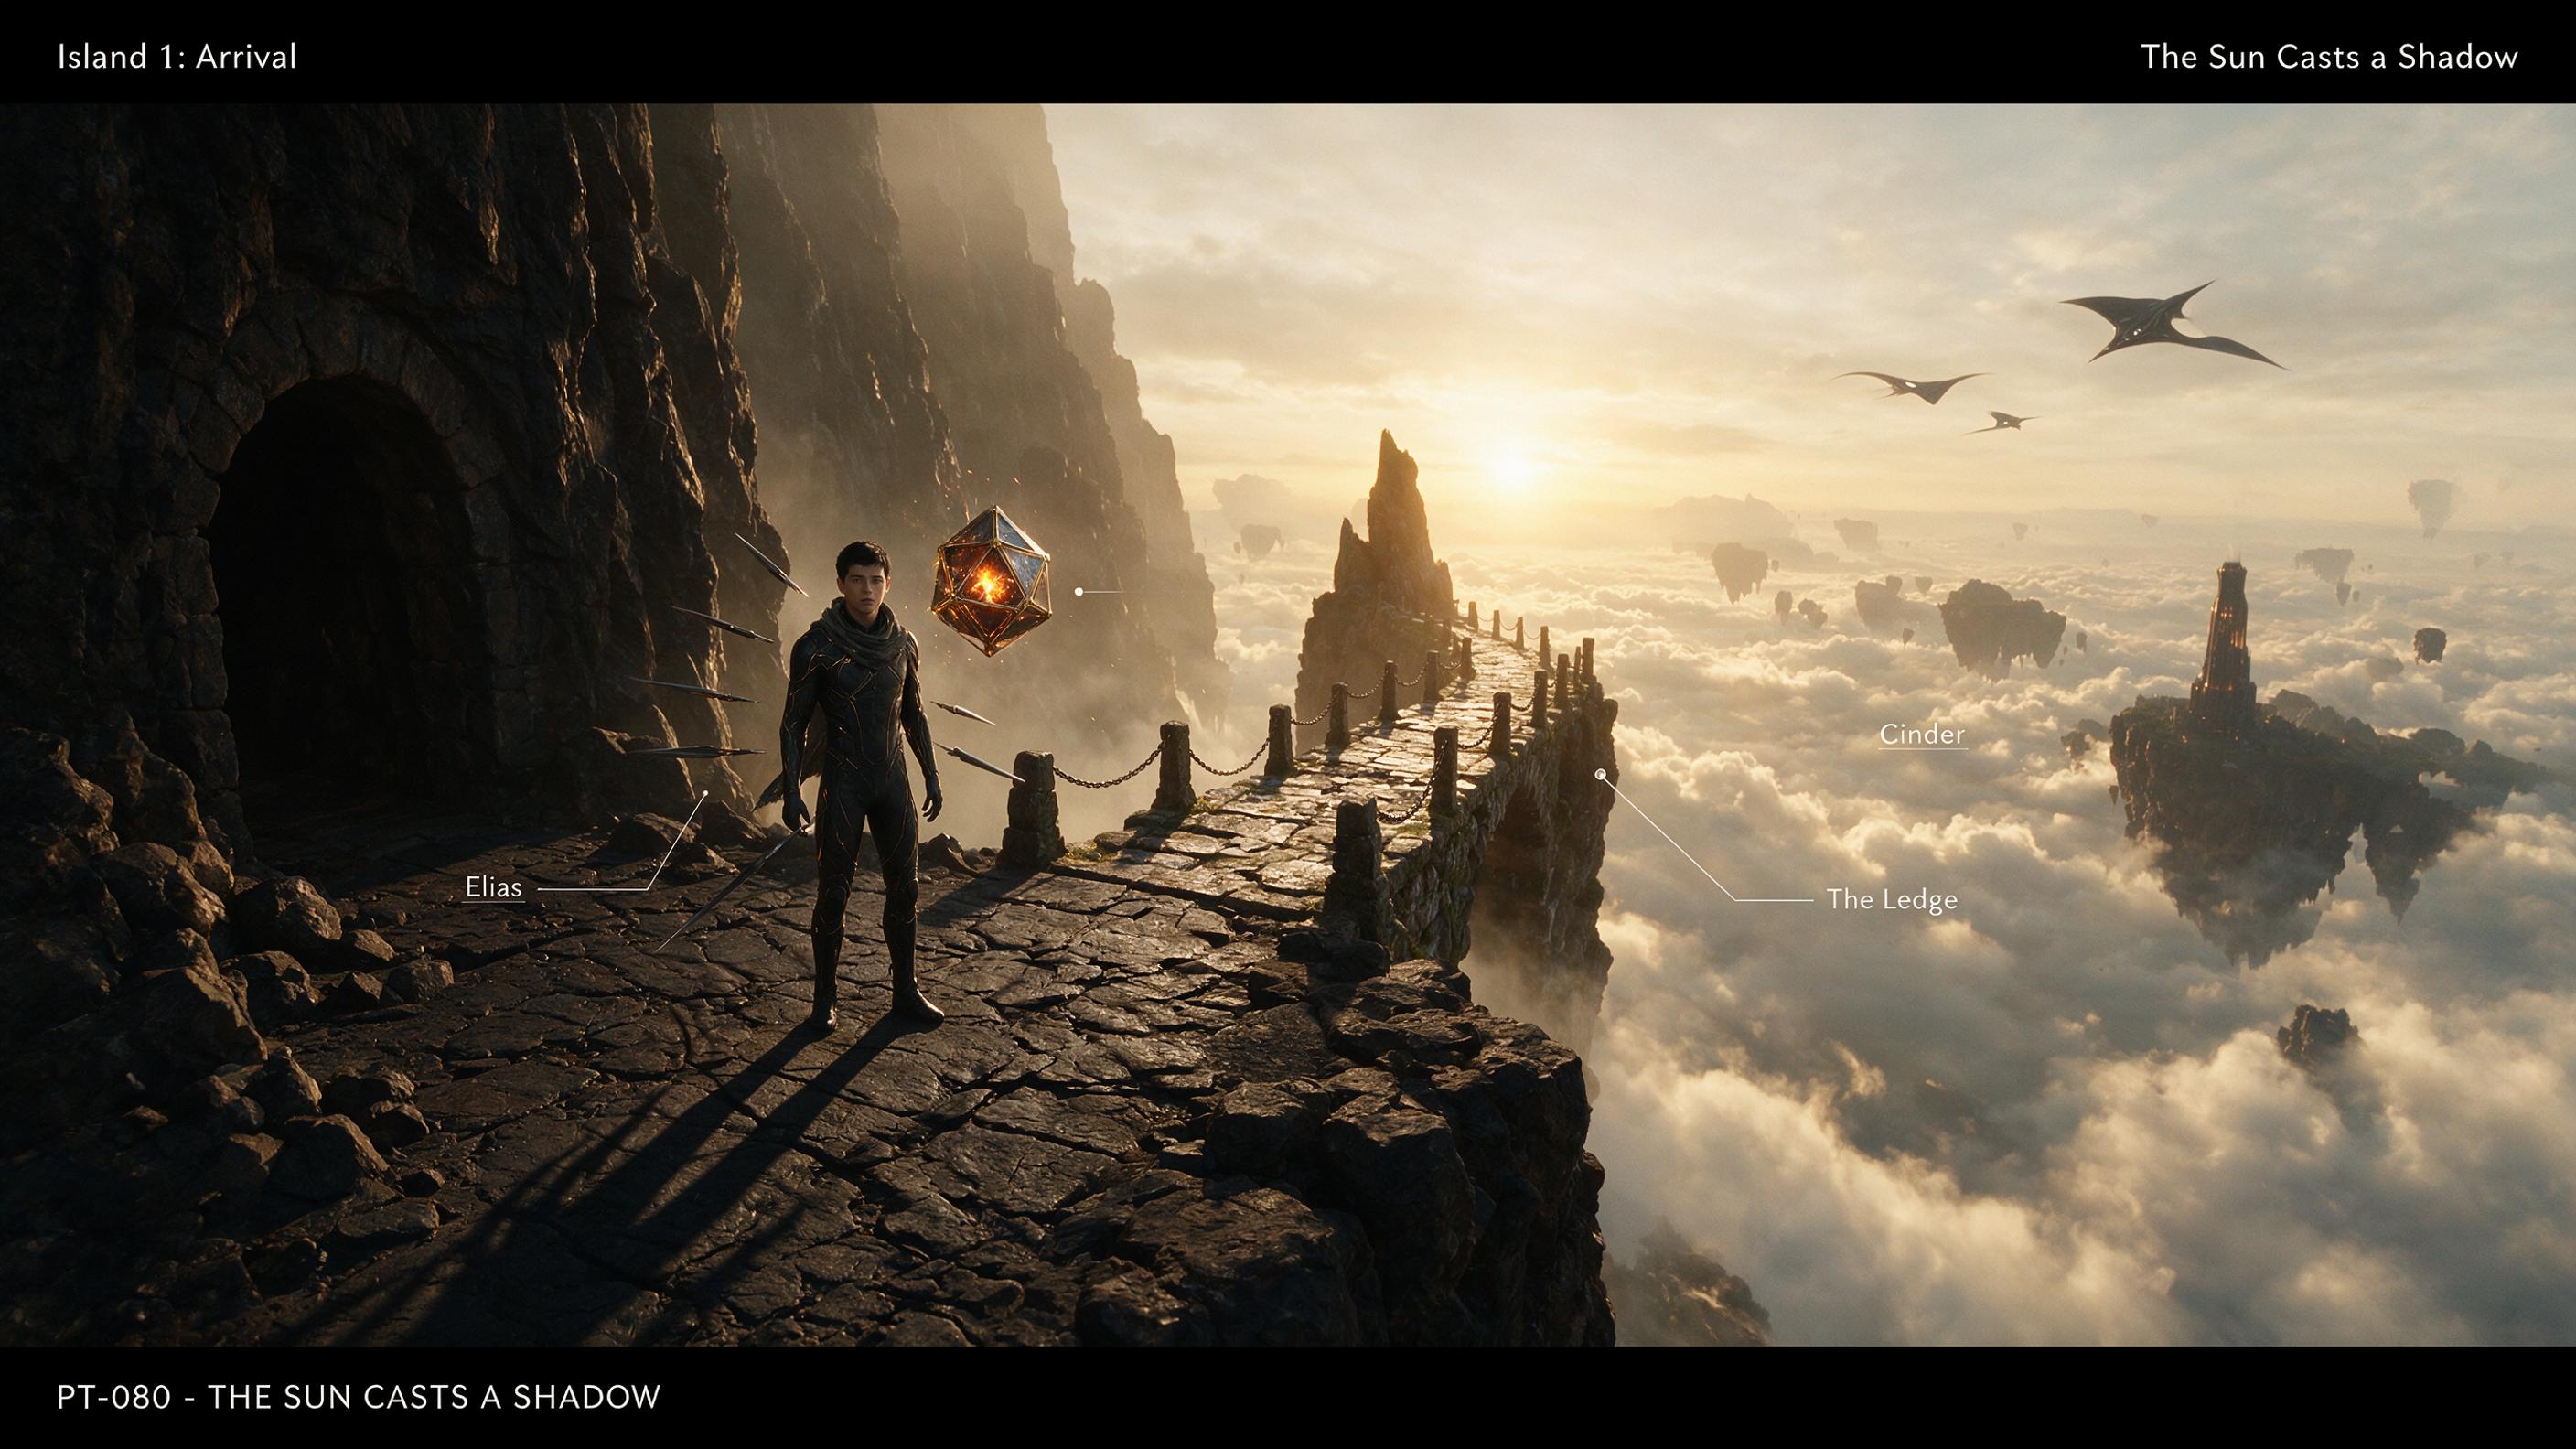 Island 1: Arrival
The Sun Casts a Shadow
Cinder
Elias
The Ledge
PT-080 - THE SUN CASTS A SHADOW